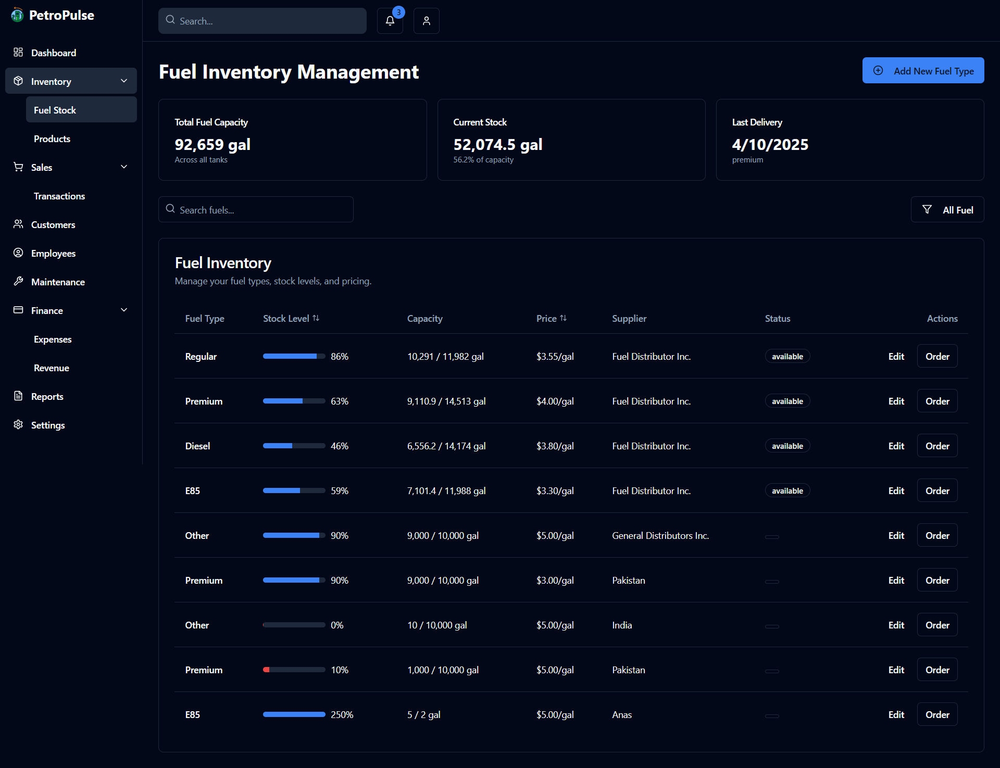 PetroPulse
Search...
3
Dashboard
Inventory
Fuel Stock
Products
Sales
Transactions
Customers
Employees
Maintenance
Finance
Expenses
Revenue
Reports
Settings
Fuel Inventory Management
Add New Fuel Type
Total Fuel Capacity
92,659 gal
Across all tanks
Current Stock
52,074.5 gal
56.2% of capacity
Last Delivery
4/10/2025
premium
Search fuels...
All Fuel
Fuel Inventory
Manage your fuel types, stock levels, and pricing.
Fuel Type Stock Level Capacity Price Supplier Status Actions
Regular 86% 10,291 / 11,982 gal $3.55/gal Fuel Distributor Inc. available Edit Order
Premium 63% 9,110.9 / 14,513 gal $4.00/gal Fuel Distributor Inc. available Edit Order
Diesel 46% 6,556.2 / 14,174 gal $3.80/gal Fuel Distributor Inc. available Edit Order
E85 59% 7,101.4 / 11,988 gal $3.30/gal Fuel Distributor Inc. available Edit Order
Other 90% 9,000 / 10,000 gal $5.00/gal General Distributors Inc. Edit Order
Premium 90% 9,000 / 10,000 gal $3.00/gal Pakistan Edit Order
Other 0% 10 / 10,000 gal $5.00/gal India Edit Order
Premium 10% 1,000 / 10,000 gal $5.00/gal Pakistan Edit Order
E85 250% 5 / 2 gal $5.00/gal Anas Edit Order